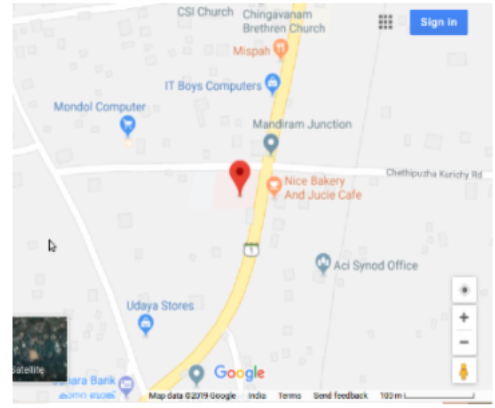 CSI Church
Chingavanam
Brethren Church
Sign in
Mispah
IT Boys Computers
Mondol Computer
Mandiram Junction
Chethipuzha Kurichy Rd
Nice Bakery
And Jucie Cafe
1
Aci Synod Office
Udaya Stores
Satellite
Bank
കാനറ ബാങ്ക്
Google
Map data ©2019 Google India Terms Send feedback 100 m